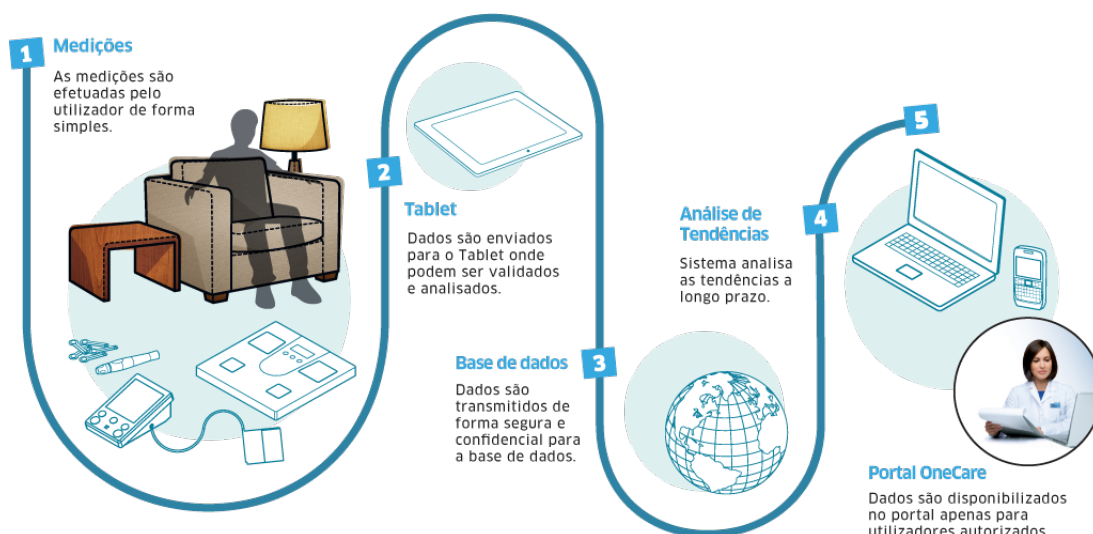 1
Medições
As medições são
efetuadas pelo
utilizador de forma
simples.
2
Tablet
Dados são enviados
para o Tablet onde
podem ser validados
e analisados.
3
Base de dados
Dados são
transmitidos de
forma segura e
confidencial para
a base de dados.
4
Análise de
Tendências
Sistema analisa
as tendências a
longo prazo.
5
Portal OneCare
Dados são disponibilizados
no portal apenas para
utilizadores autorizados